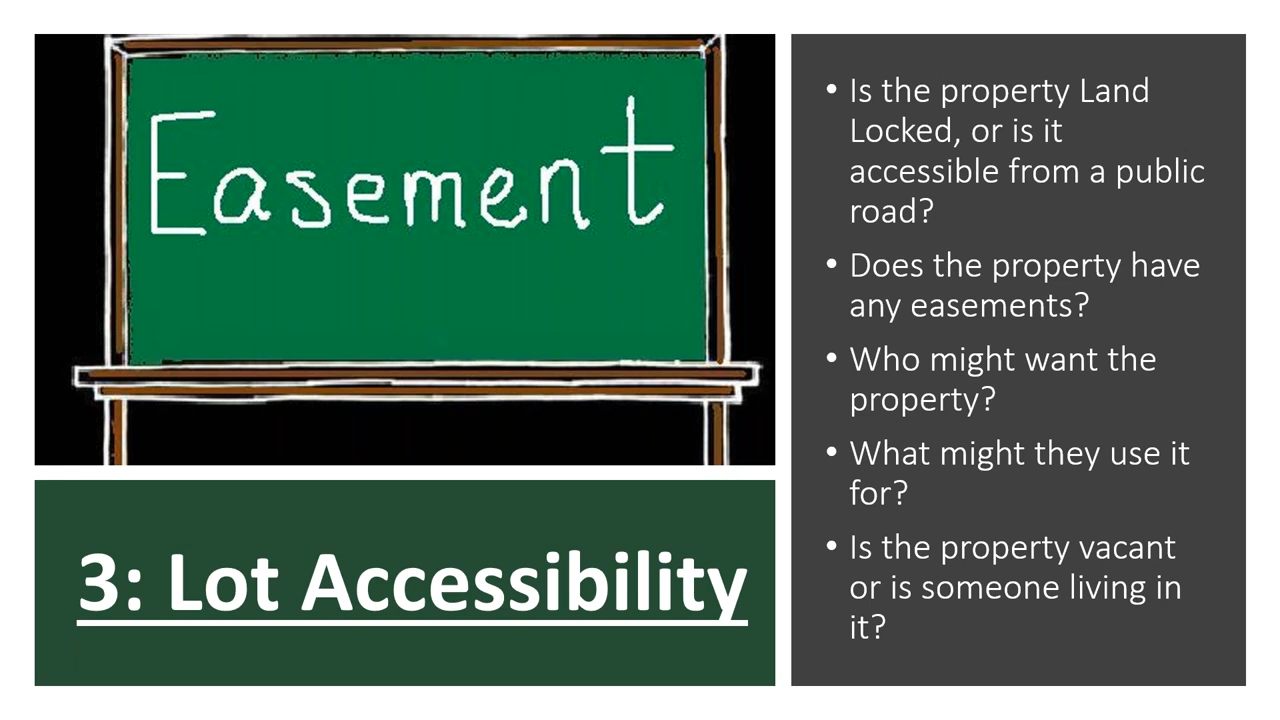 Easement
3: Lot Accessibility
• Is the property Land
Locked, or is it
accessible from a public
road?
• Does the property have
any easements?
• Who might want the
property?
• What might they use it
for?
• Is the property vacant
or is someone living in
it?